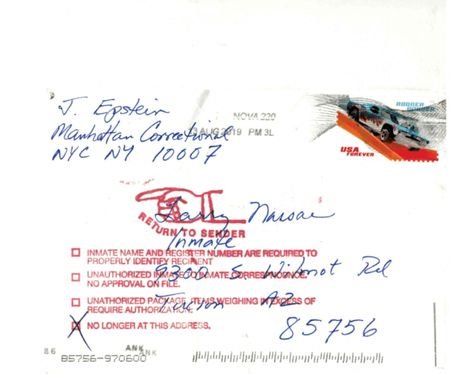 J. Epstein
Manhattan Correctional
NYC NY 10007
NOVA 220
AUG 2019 PM 3L
USA
FOREVER
RETURN TO SENDER
Larry Nassar
Inmate
9300 S Wilmot Rd
Tucson AZ
85756
INMATE NAME AND REGISTER NUMBER ARE REQUIRED TO
PROPERLY IDENTIFY RECIPIENT
UNAUTHORIZED INMATE TO INMATE CORRESPONDENCE.
NO APPROVAL ON FILE.
UNAUTHORIZED PACKAGE. ITEMS WEIGHING IN EXCESS OF
REQUIRE AUTHORIZATION.
X NO LONGER AT THIS ADDRESS.
ANK
ANK
85756-970600